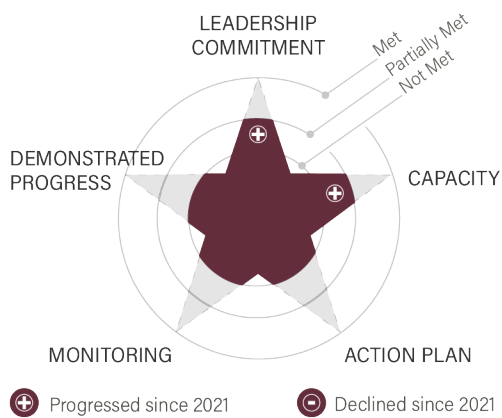 LEADERSHIP
COMMITMENT
Met
Partially Met
Not Met
DEMONSTRATED
PROGRESS
CAPACITY
MONITORING
ACTION PLAN
Progressed since 2021
Declined since 2021